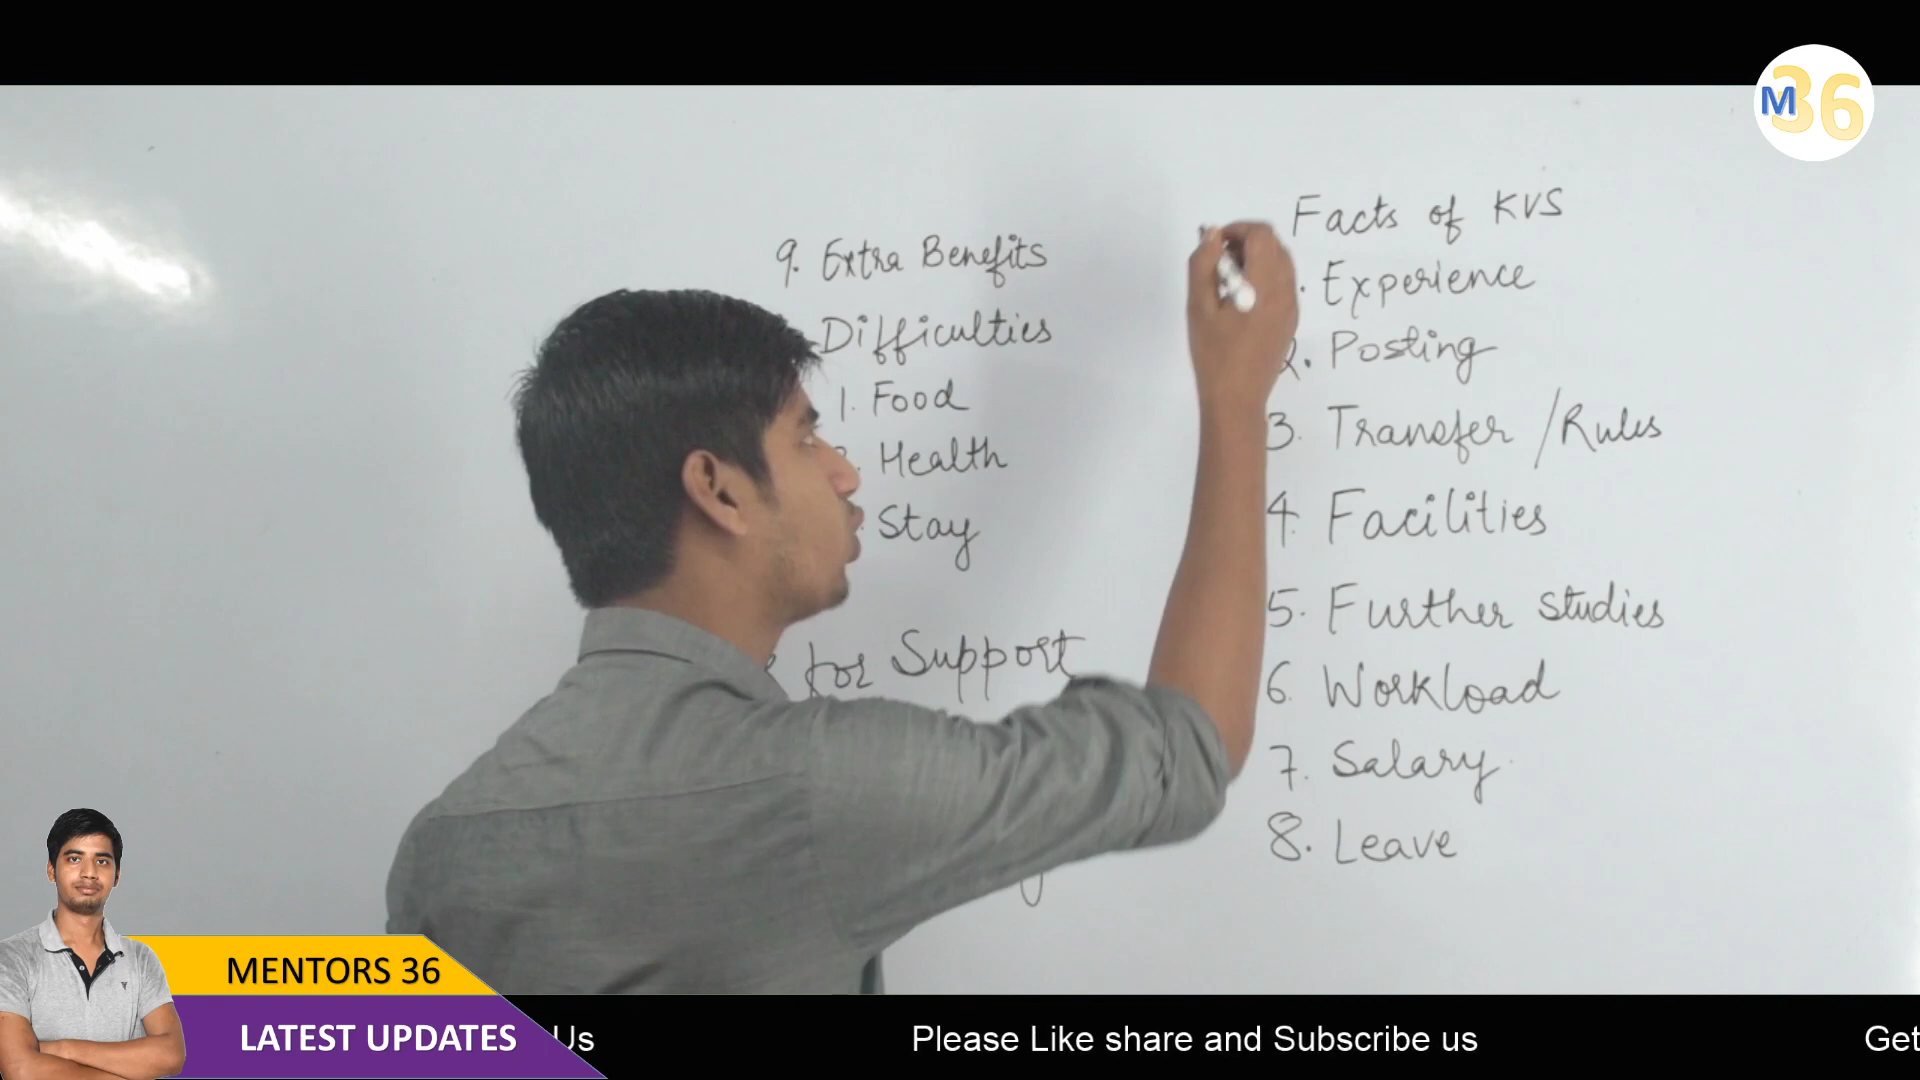 M36
Facts of KVS
. Experience
2. Posting
3. Transfer / Rules
4. Facilities
5. Further Studies
6. Workload
7. Salary
8. Leave
9. Extra Benefits
Difficulties
1. Food
Health
Stay
for Support
MENTORS 36
LATEST UPDATES
Us
Please Like share and Subscribe us
Get